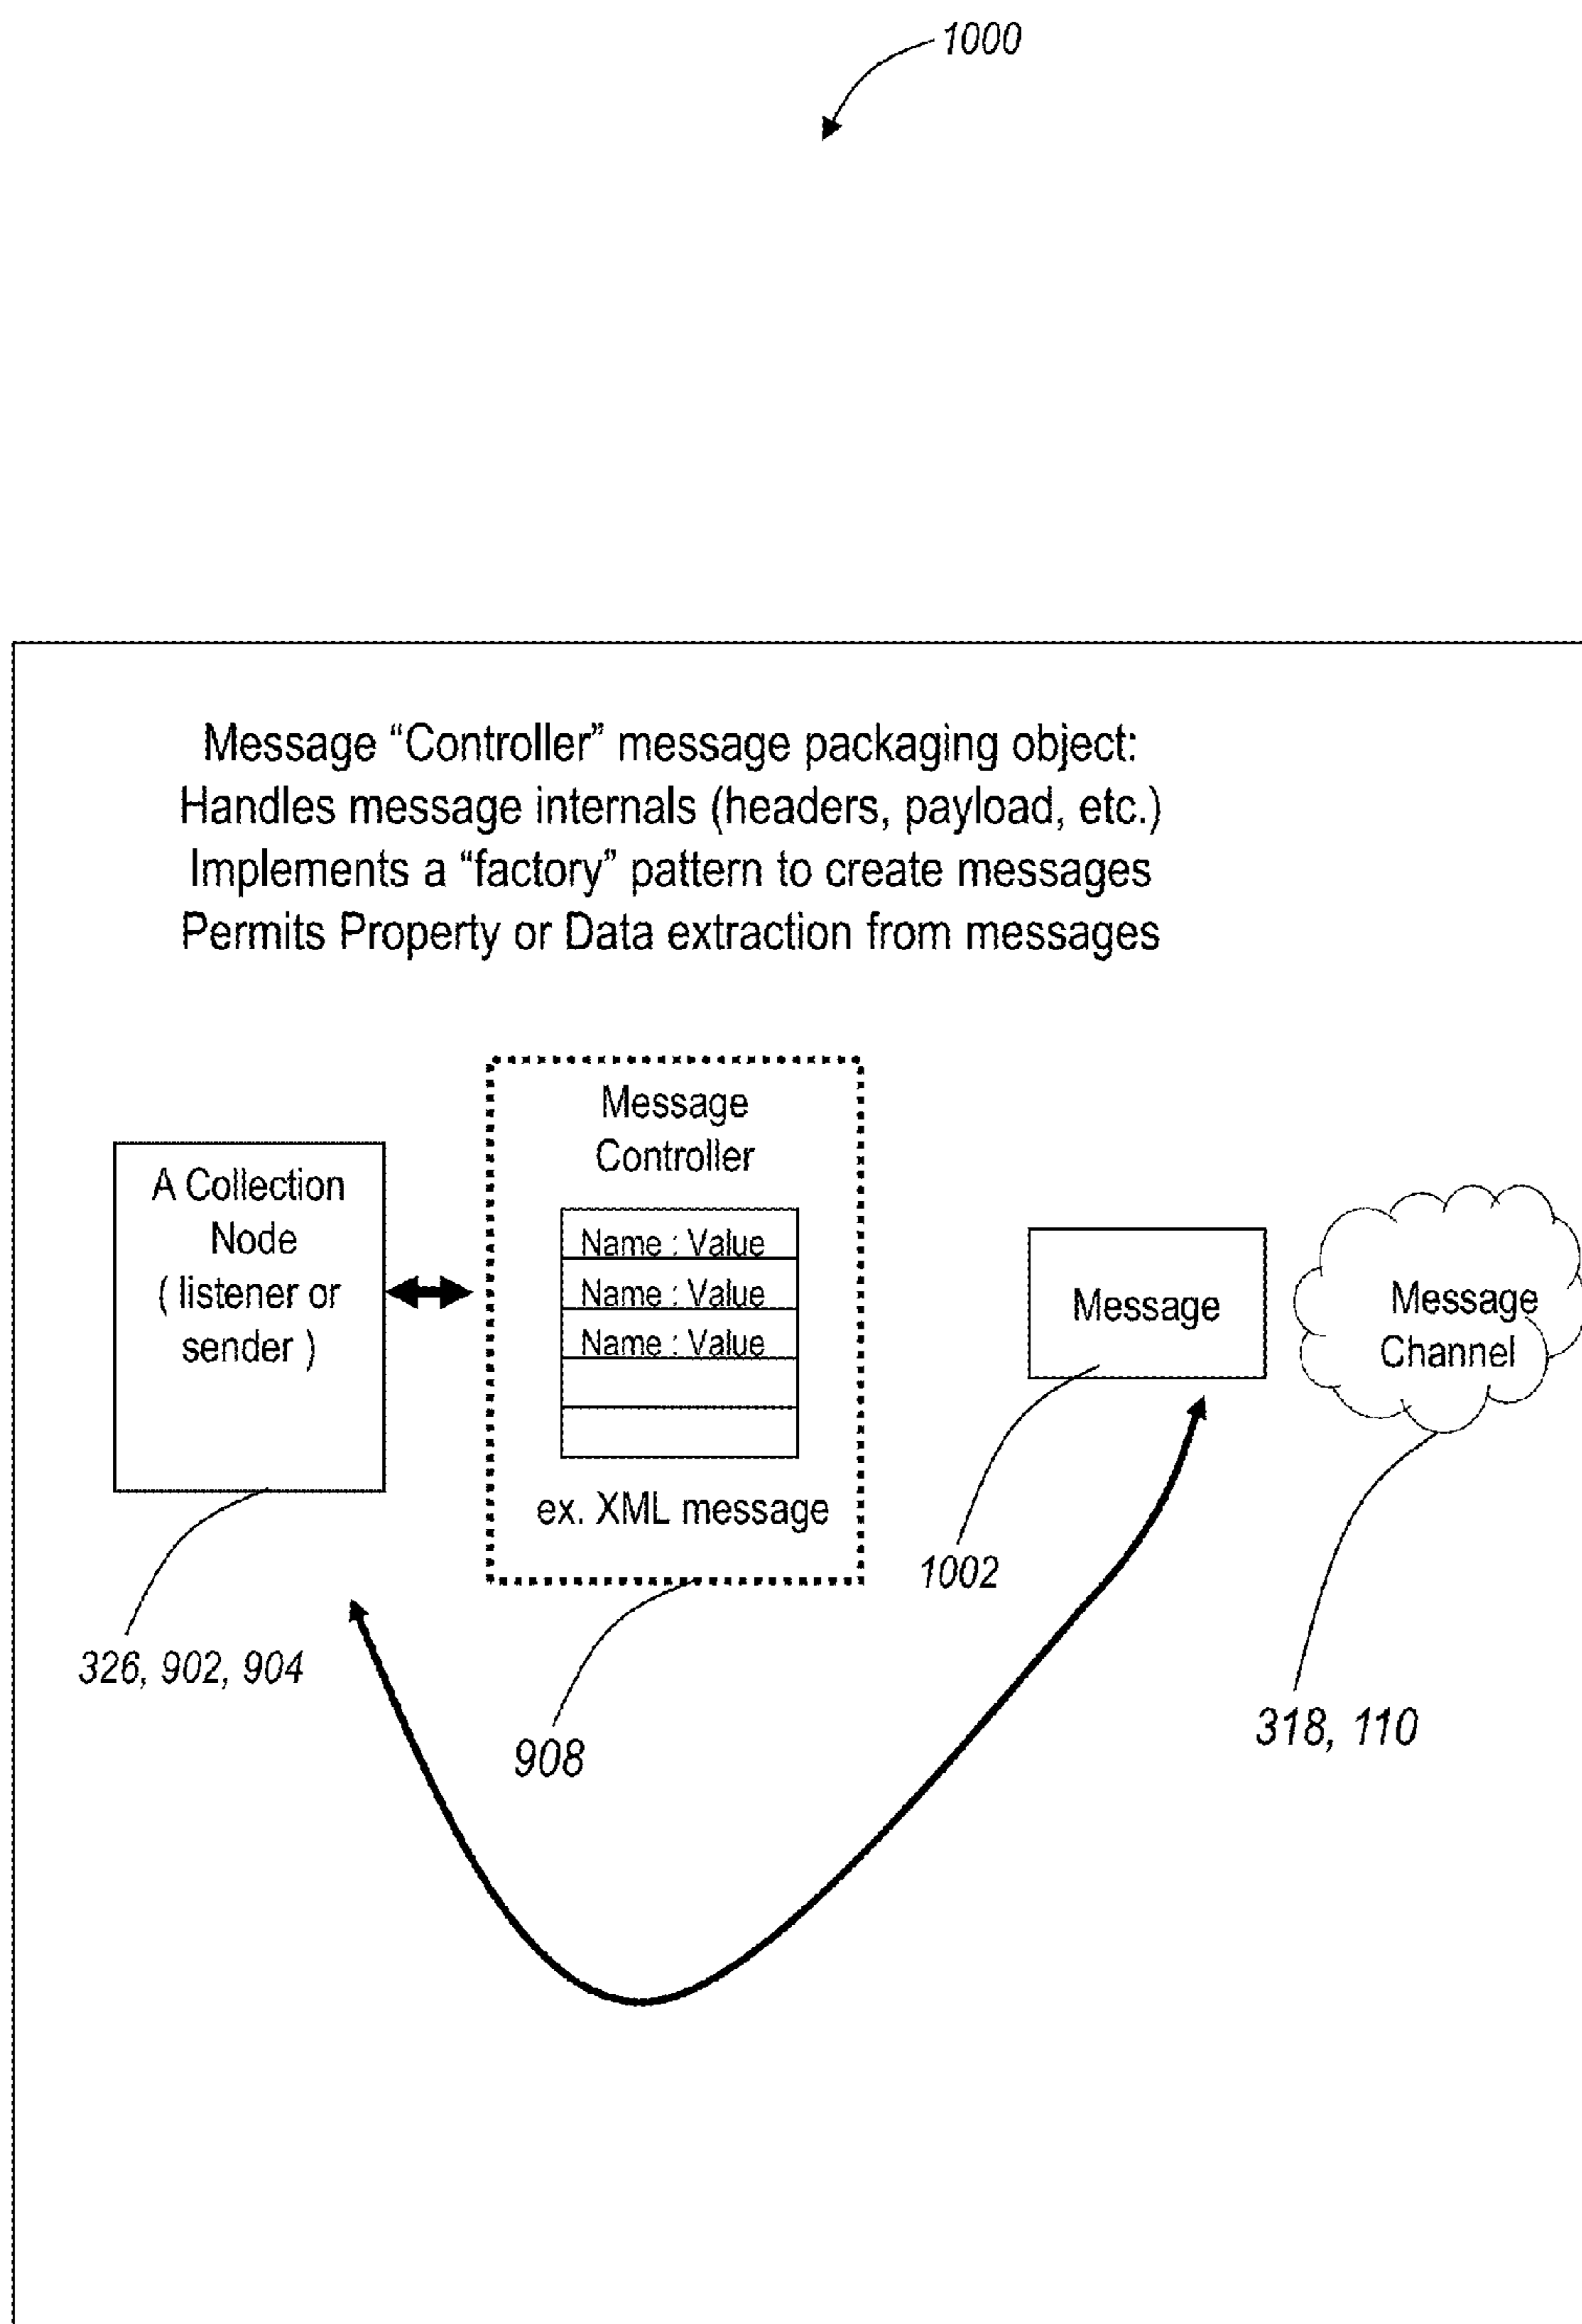 1000
Message “Controller” message packaging object:
Handles message internals (headers, payload, etc.)
Implements a “factory” pattern to create messages
Permits Property or Data extraction from messages
A Collection
Node
( listener or
sender )
Message
Controller
Name : Value
Name : Value
Name : Value
ex. XML message
Message
Message
Channel
1002
326, 902, 904
908
318, 110